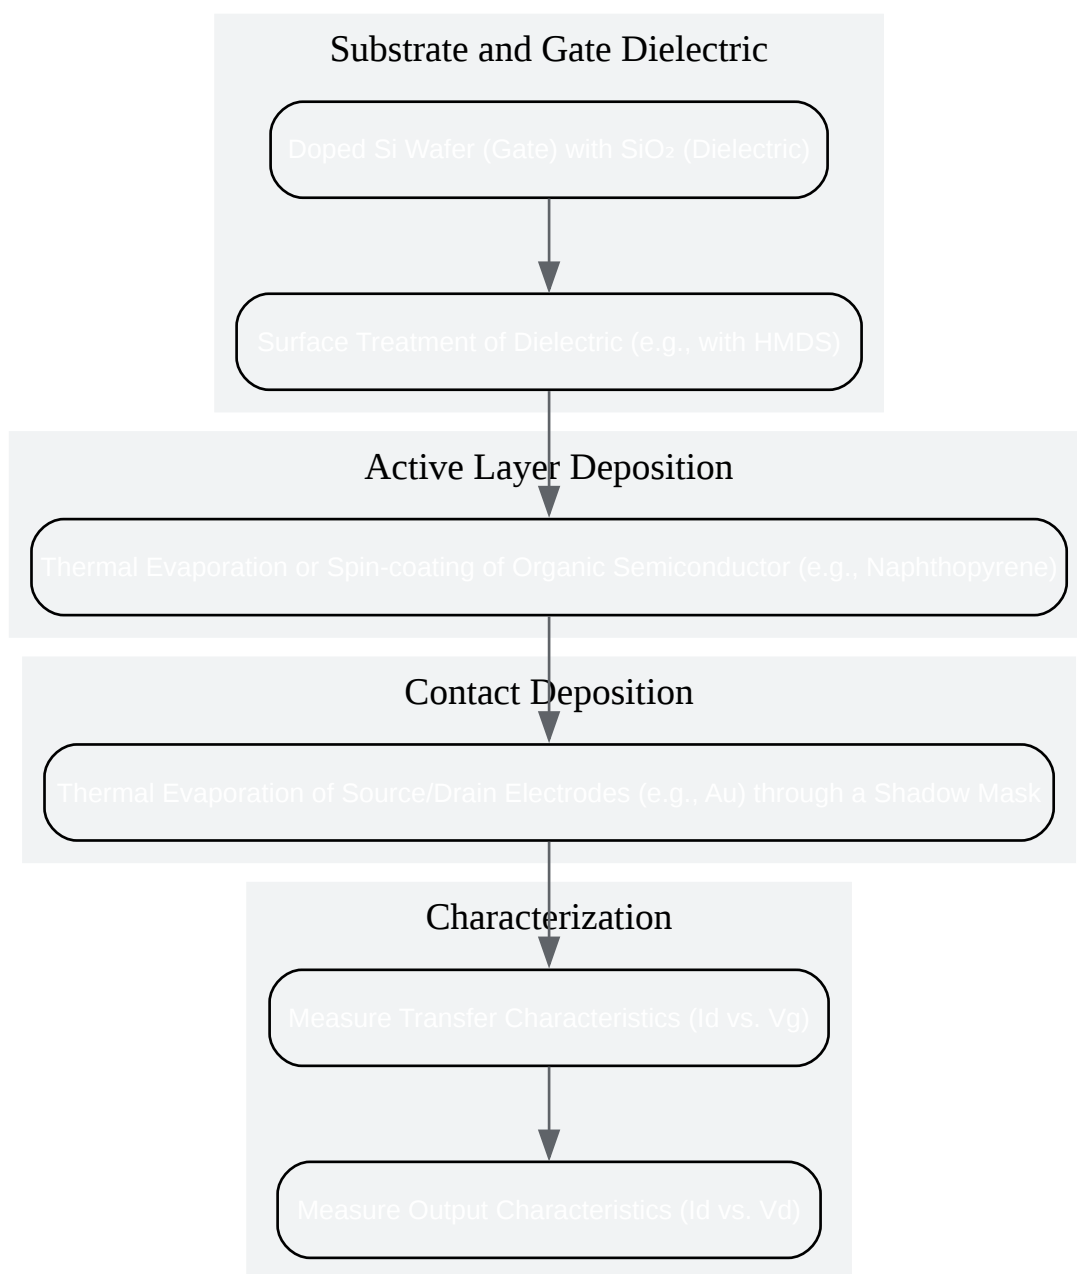 Substrate and Gate Dielectric
Doped Si Wafer (Gate) with SiO₂ (Dielectric)
Surface Treatment of Dielectric (e.g., with HMDS)
Active Layer Deposition
Thermal Evaporation or Spin-coating of Organic Semiconductor (e.g., Naphthopyrene)
Contact Deposition
Thermal Evaporation of Source/Drain Electrodes (e.g., Au) through a Shadow Mask
Characterization
Measure Transfer Characteristics (Id vs. Vg)
Measure Output Characteristics (Id vs. Vd)